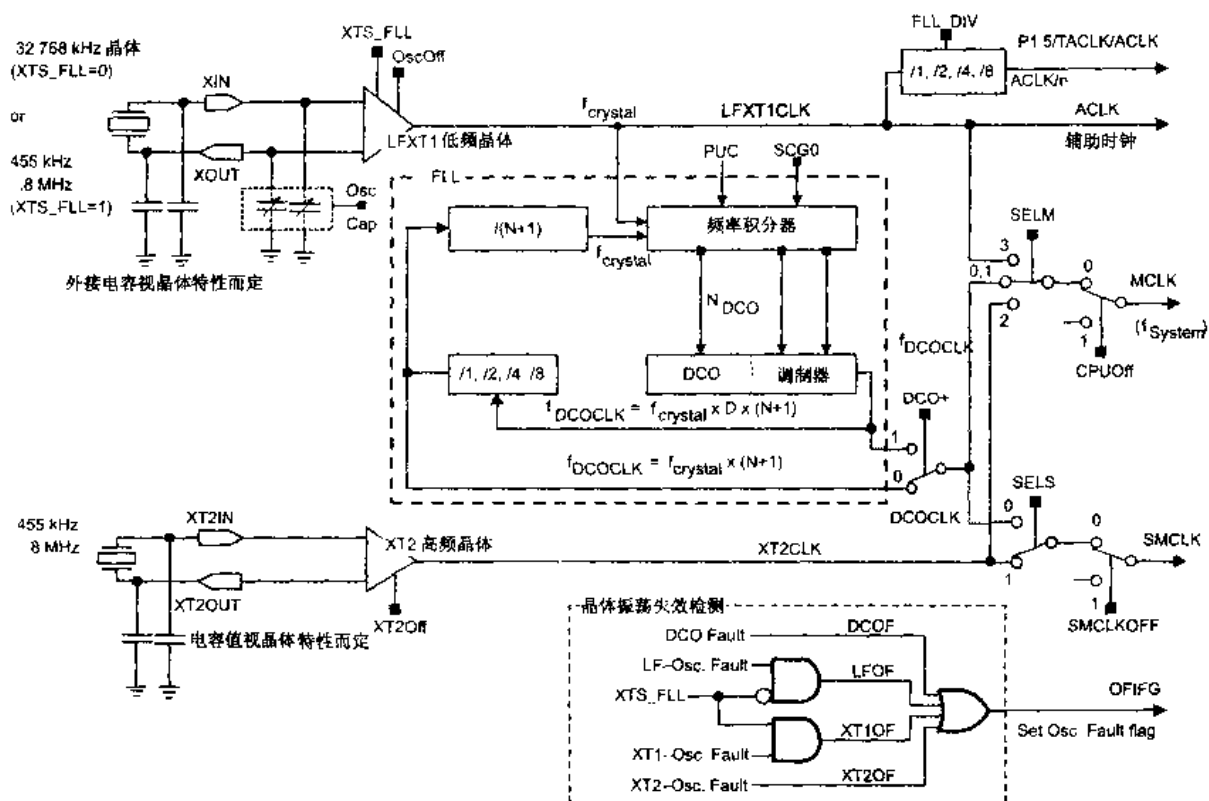 32 768 kHz 晶体
(XTS_FLL=0)
or
455 kHz
.8 MHz
(XTS_FLL=1)
XIN
XOUT
XTS_FLL
OscOff
LFXT1 低频晶体
Osc
Cap
外接电容视晶体特性而定
f crystal
LFXT1CLK
FLL_DIV
/1, /2, /4, /8
P1 5/TACLK/ACLK
ACLK/n
ACLK
辅助时钟
FLL
PUC
SCG0
/(N+1)
f crystal
频率积分器
N DCO
/1, /2, /4 /8
DCO
调制器
f DCOCLK = f crystal x D x (N+1)
f DCOCLK = f crystal x (N+1)
f DCOCLK
DCO+
1
0
DCOCLK
SELM
3
0,1
2
0
1
MCLK
(f System)
CPUOff
SELS
0
1
0
1
SMCLK
SMCLKOFF
455 kHz
8 MHz
XT2IN
XT2OUT
XT2 高频晶体
XT2Off
XT2CLK
电容值视晶体特性而定
晶体振荡失效检测
DCO Fault
DCOF
LF-Osc. Fault
LFOF
XTS_FLL
XT1-Osc Fault
XT1OF
XT2-Osc. Fault
XT2OF
OFIFG
Set Osc Fault flag